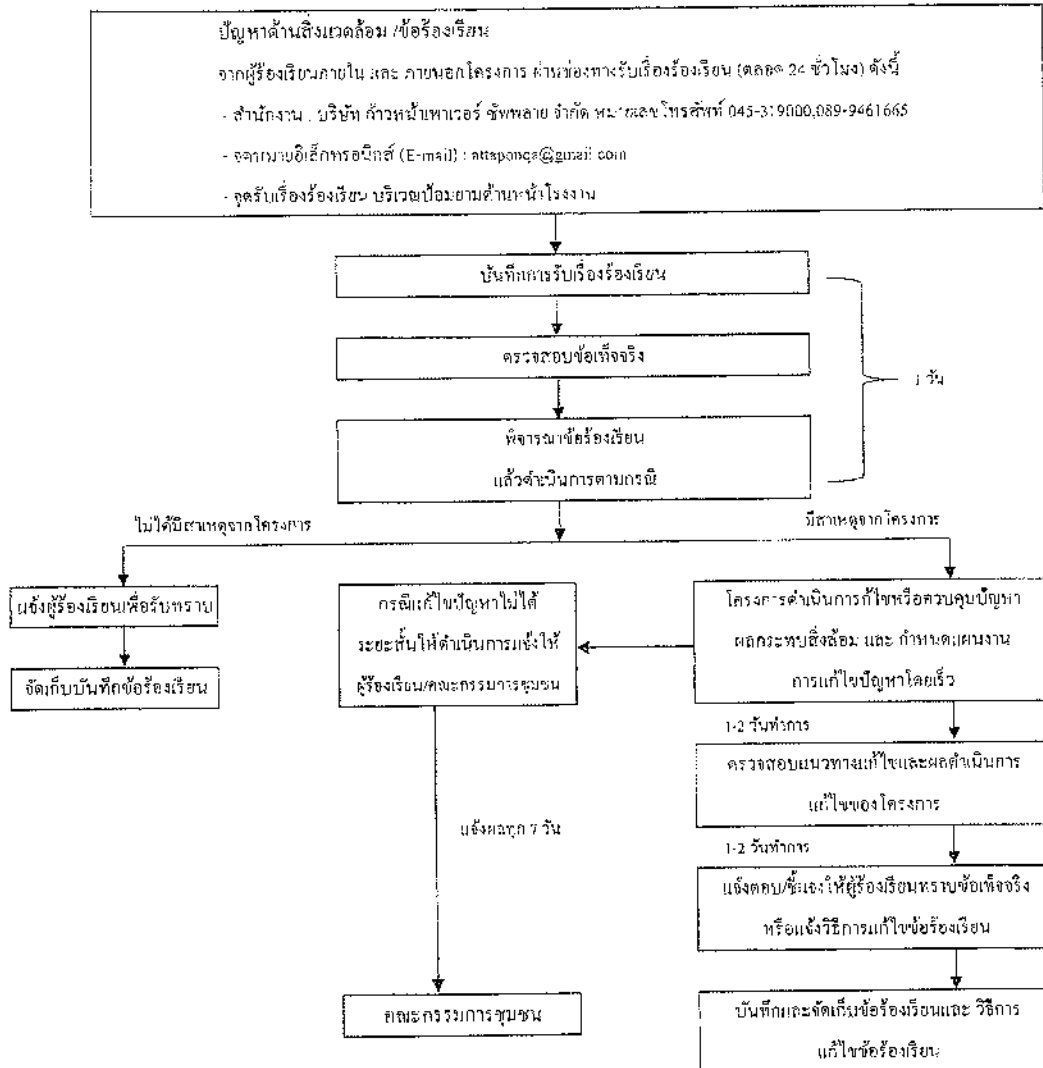 ปัญหาด้านสิ่งแวดล้อม /ข้อร้องเรียน
จากผู้ร้องเรียนภายใน และ ภายนอกโครงการ ผ่านช่องทางรับเรื่องร้องเรียน (ตลอด 24 ชั่วโมง) ดังนี้
- สำนักงาน : บริษัท ก้าวหน้าเพาเวอร์ ซัพพลาย จำกัด หมายเลขโทรศัพท์ 045-319000,089-9461665
- จดหมายอิเล็กทรอนิกส์ (E-mail) : attaponga@gmail.com
- จุดรับเรื่องร้องเรียน บริเวณป้อมยามด้านหน้าโรงงาน
บันทึกการรับเรื่องร้องเรียน
ตรวจสอบข้อเท็จจริง
1 วัน
พิจารณาข้อร้องเรียน
แล้วดำเนินการตามกรณี
ไม่ได้มีสาเหตุจากโครงการ
มีสาเหตุจากโครงการ
แจ้งผู้ร้องเรียนเพื่อรับทราบ
จัดเก็บบันทึกข้อร้องเรียน
กรณีแก้ไขปัญหาไม่ได้
ระยะสั้นให้ดำเนินการแจ้งให้
ผู้ร้องเรียน/คณะกรรมการชุมชน
แจ้งผลทุก 7 วัน
คณะกรรมการชุมชน
โครงการดำเนินการแก้ไขหรือควบคุมปัญหา
ผลกระทบสิ่งล้อม และ กำหนดแผนงาน
การแก้ไขปัญหาโดยเร็ว
1-2 วันทำการ
ตรวจสอบแนวทางแก้ไขและผลดำเนินการ
แก้ไขของโครงการ
1-2 วันทำการ
แจ้งตอบ/ชี้แจงให้ผู้ร้องเรียนทราบข้อเท็จจริง
หรือแจ้งวิธีการแก้ไขข้อร้องเรียน
บันทึกและจัดเก็บข้อร้องเรียนและ วิธีการ
แก้ไขข้อร้องเรียน